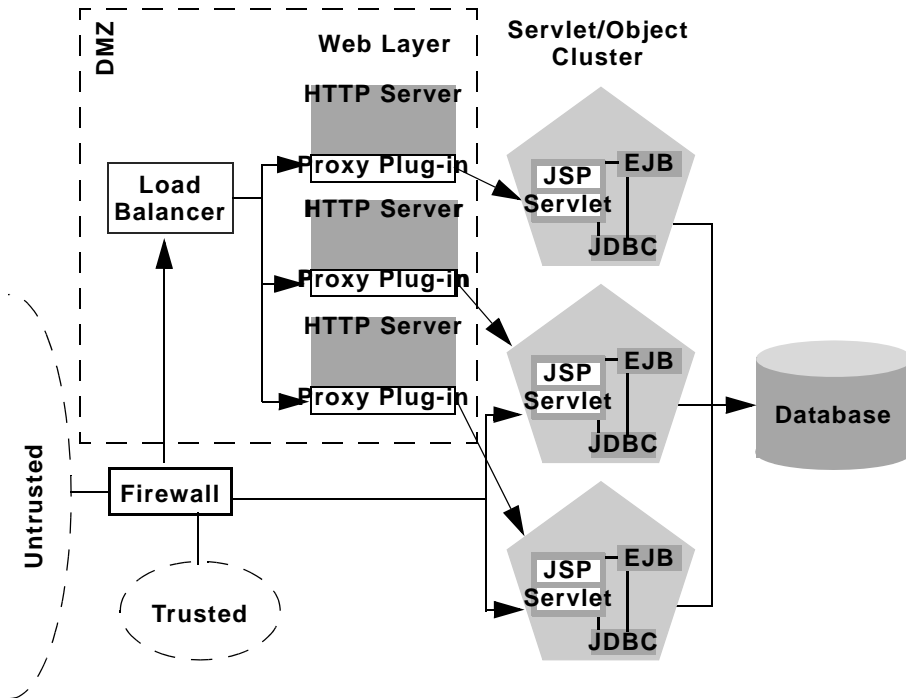 DMZ
Web Layer
Servlet/Object
Cluster
HTTP Server
Proxy Plug-in
HTTP Server
Proxy Plug-in
HTTP Server
Proxy Plug-in
Load
Balancer
JSP
Servlet
EJB
JDBC
JSP
Servlet
EJB
JDBC
JSP
Servlet
EJB
JDBC
Database
Untrusted
Firewall
Trusted